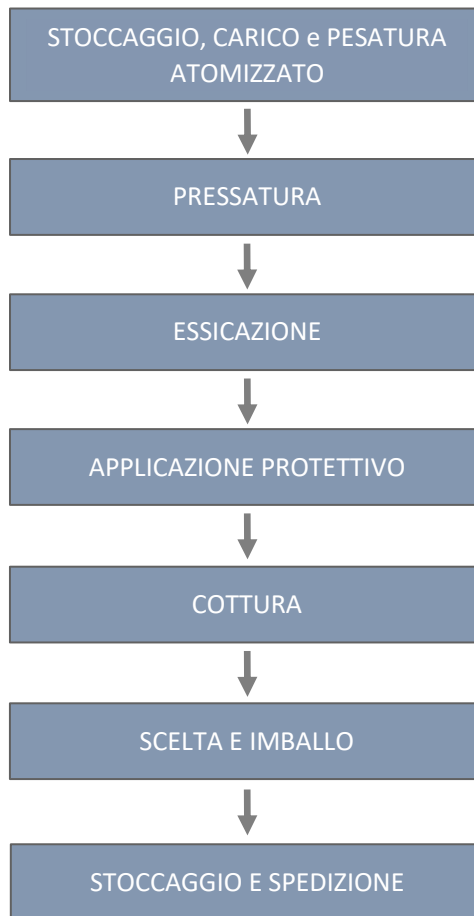 STOCCAGGIO, CARICO e PESATURA
ATOMIZZATO
PRESSATURA
ESSICAZIONE
APPLICAZIONE PROTETTIVO
COTTURA
SCELTA E IMBALLO
STOCCAGGIO E SPEDIZIONE